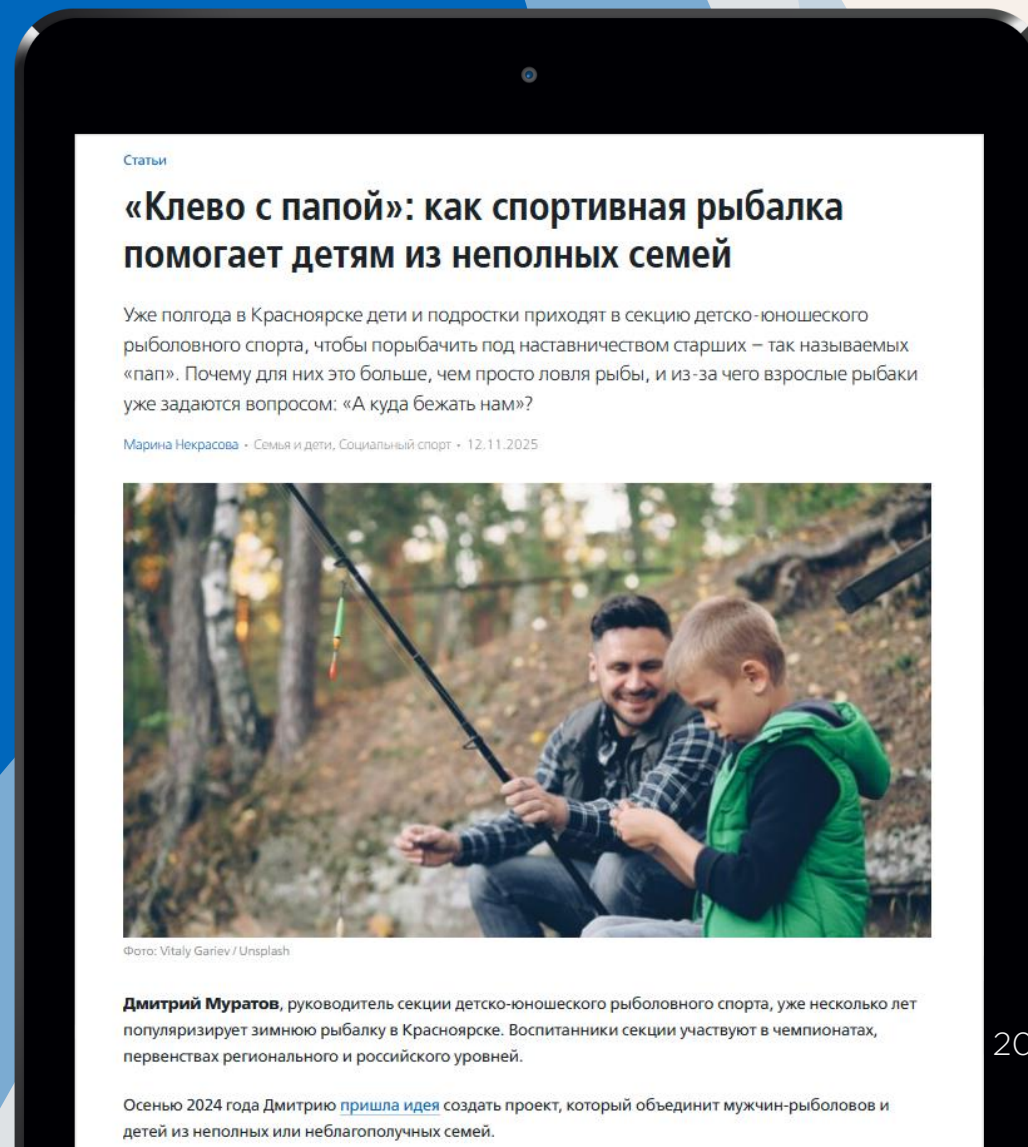 Статьи
«Клево с папой»: как спортивная рыбалка
помогает детям из неполных семей
Уже полгода в Красноярске дети и подростки приходят в секцию детско-юношеского
рыболовного спорта, чтобы порыбачить под наставничеством старших – так называемых
«пап». Почему для них это больше, чем просто ловля рыбы, и из-за чего взрослые рыбаки
уже задаются вопросом: «А куда бежать нам»?
Марина Некрасова • Семья и дети, Социальный спорт • 12.11.2025
Фото: Vitaly Gariev / Unsplash
Дмитрий Муратов, руководитель секции детско-юношеского рыболовного спорта, уже несколько лет
популяризирует зимнюю рыбалку в Красноярске. Воспитанники секции участвуют в чемпионатах,
первенствах регионального и российского уровней.
20
Осенью 2024 года Дмитрию пришла идея создать проект, который объединит мужчин-рыболовов и
детей из неполных или неблагополучных семей.